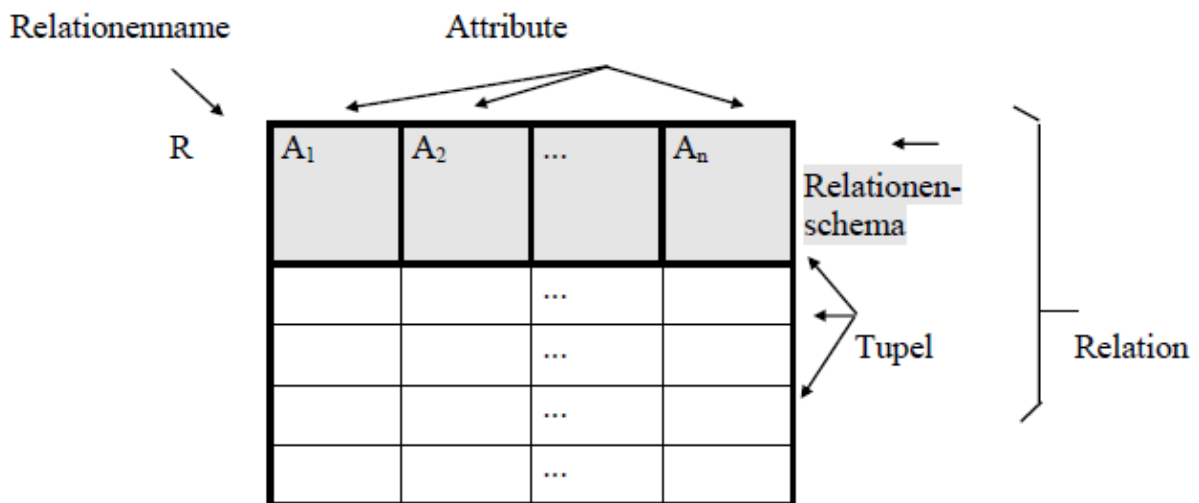 Relationenname Attribute
R A₁ A₂ ... Aₙ
Relationen-
schema
...
...
Tupel Relation
...
...